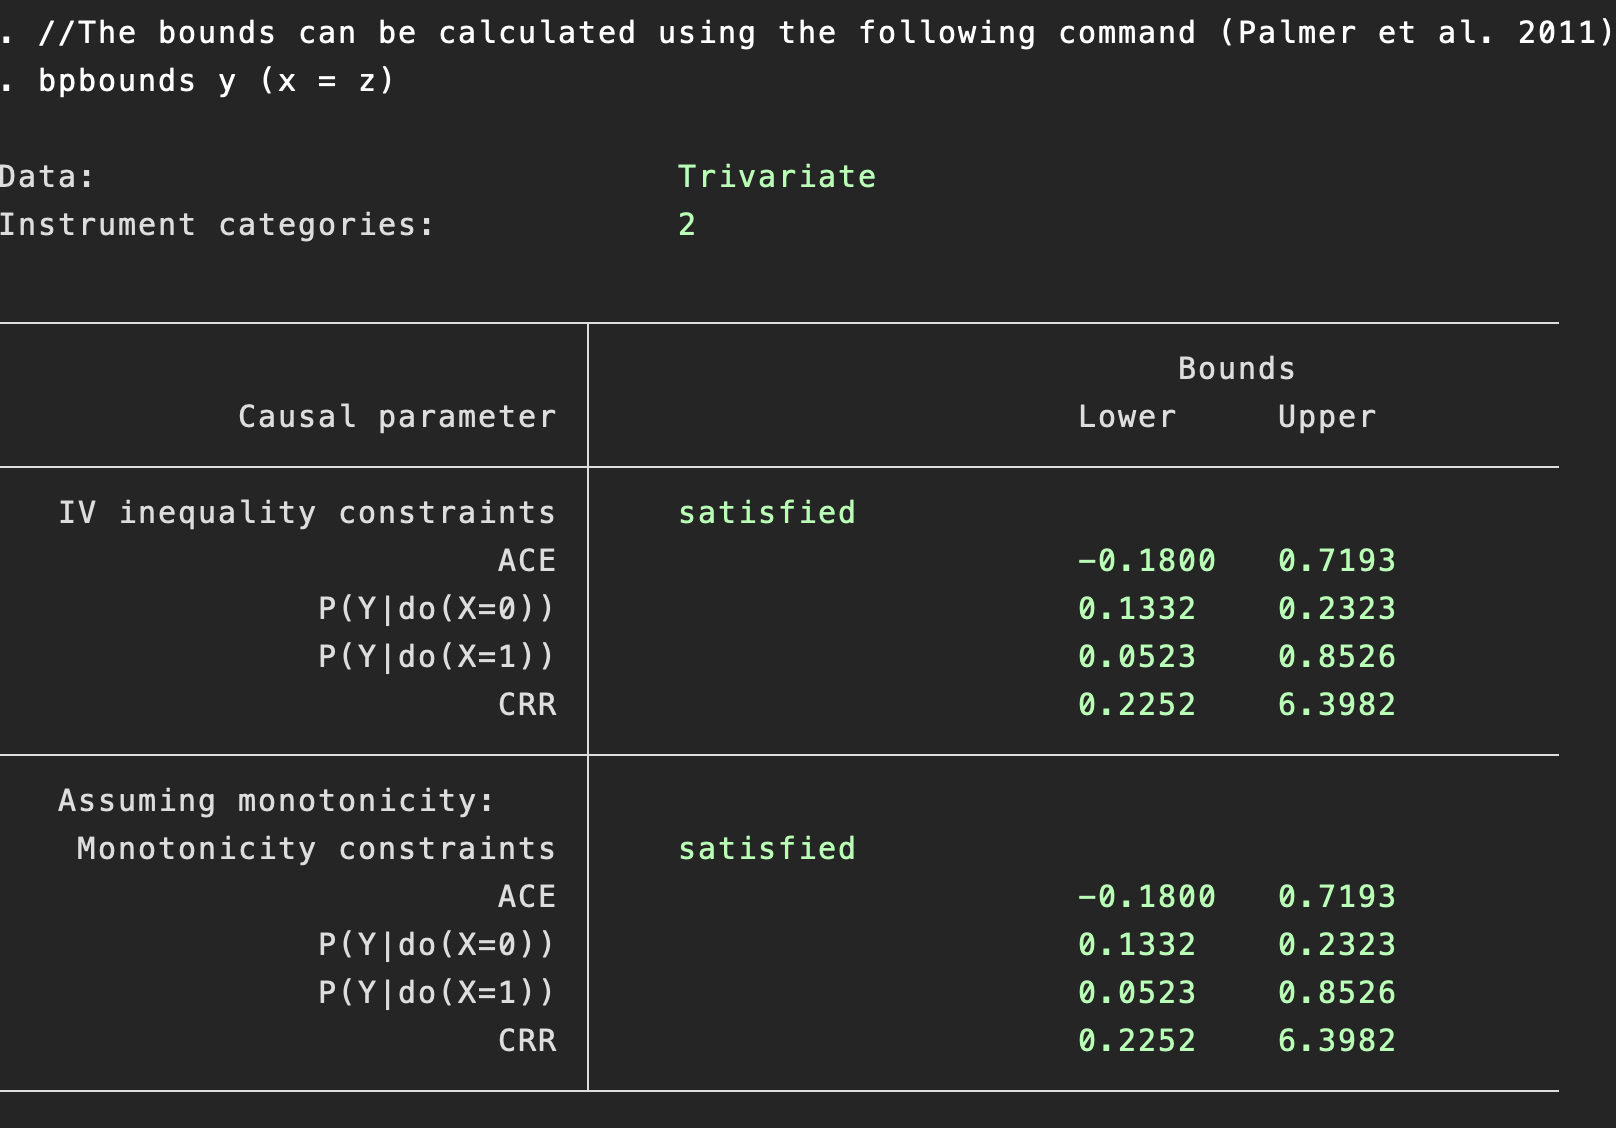 . //The bounds can be calculated using the following command (Palmer et al. 2011)
. bpbounds y (x = z)
Data: Trivariate
Instrument categories: 2
Bounds
Causal parameter Lower Upper
IV inequality constraints satisfied
ACE -0.1800 0.7193
P(Y|do(X=0)) 0.1332 0.2323
P(Y|do(X=1)) 0.0523 0.8526
CRR 0.2252 6.3982
Assuming monotonicity:
Monotonicity constraints satisfied
ACE -0.1800 0.7193
P(Y|do(X=0)) 0.1332 0.2323
P(Y|do(X=1)) 0.0523 0.8526
CRR 0.2252 6.3982